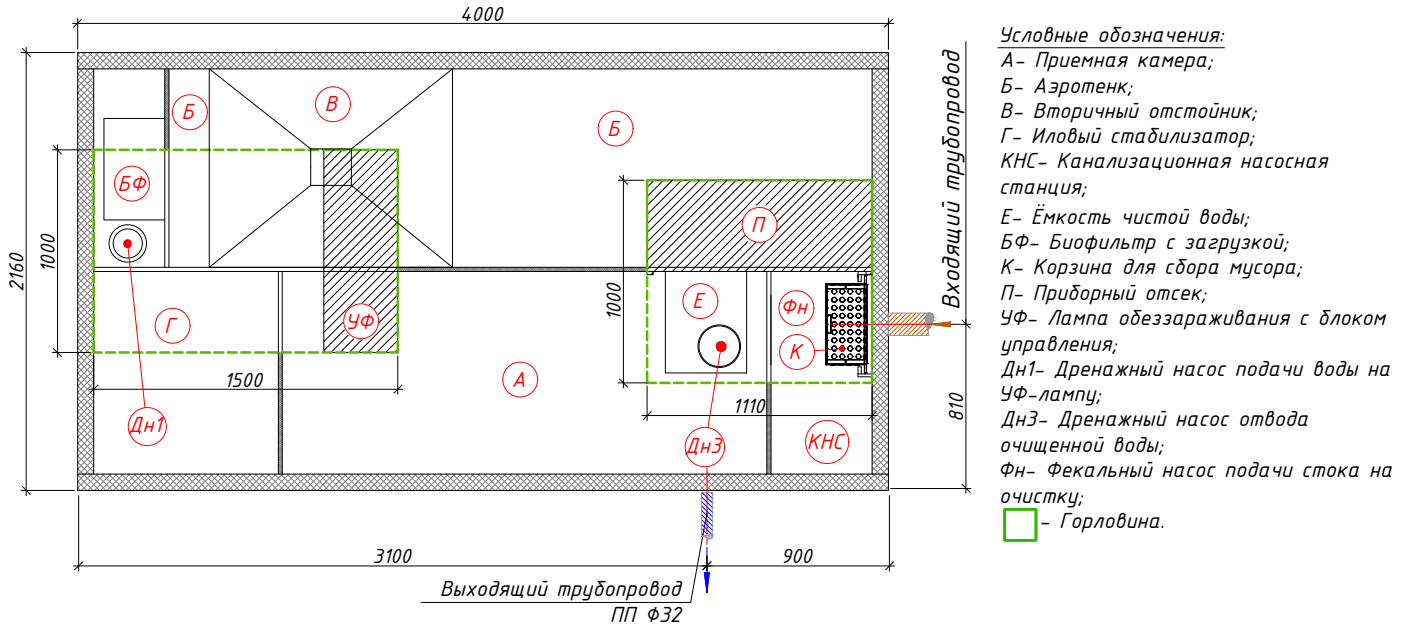 4000
Условные обозначения:
А- Приемная камера;
Б- Аэротенк;
В- Вторичный отстойник;
Г- Иловый стабилизатор;
КНС- Канализационная насосная
станция;
Е- Ёмкость чистой воды;
БФ- Биофильтр с загрузкой;
К- Корзина для сбора мусора;
П- Приборный отсек;
УФ- Лампа обеззараживания с блоком
управления;
Дн1- Дренажный насос подачи воды на
УФ-лампу;
Дн3- Дренажный насос отвода
очищенной воды;
Фн- Фекальный насос подачи стока на
очистку;
- Горловина.
Входящий трубопровод
2160
1000
Б
В
Б
БФ
П
1000
Е
Фн
Г
УФ
К
1500
А
1110
810
Дн1
Дн3
КНС
3100
900
Выходящий трубопровод
ПП Ф32